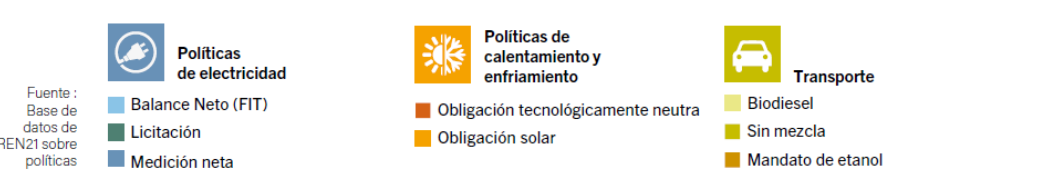 Políticas
de electricidad
Balance Neto (FIT)
Licitación
Medición neta
Políticas de
calentamiento y
enfriamiento
Obligación tecnológicamente neutra
Obligación solar
Transporte
Biodiesel
Sin mezcla
Mandato de etanol
Fuente :
Base de
datos de
REN21 sobre
políticas